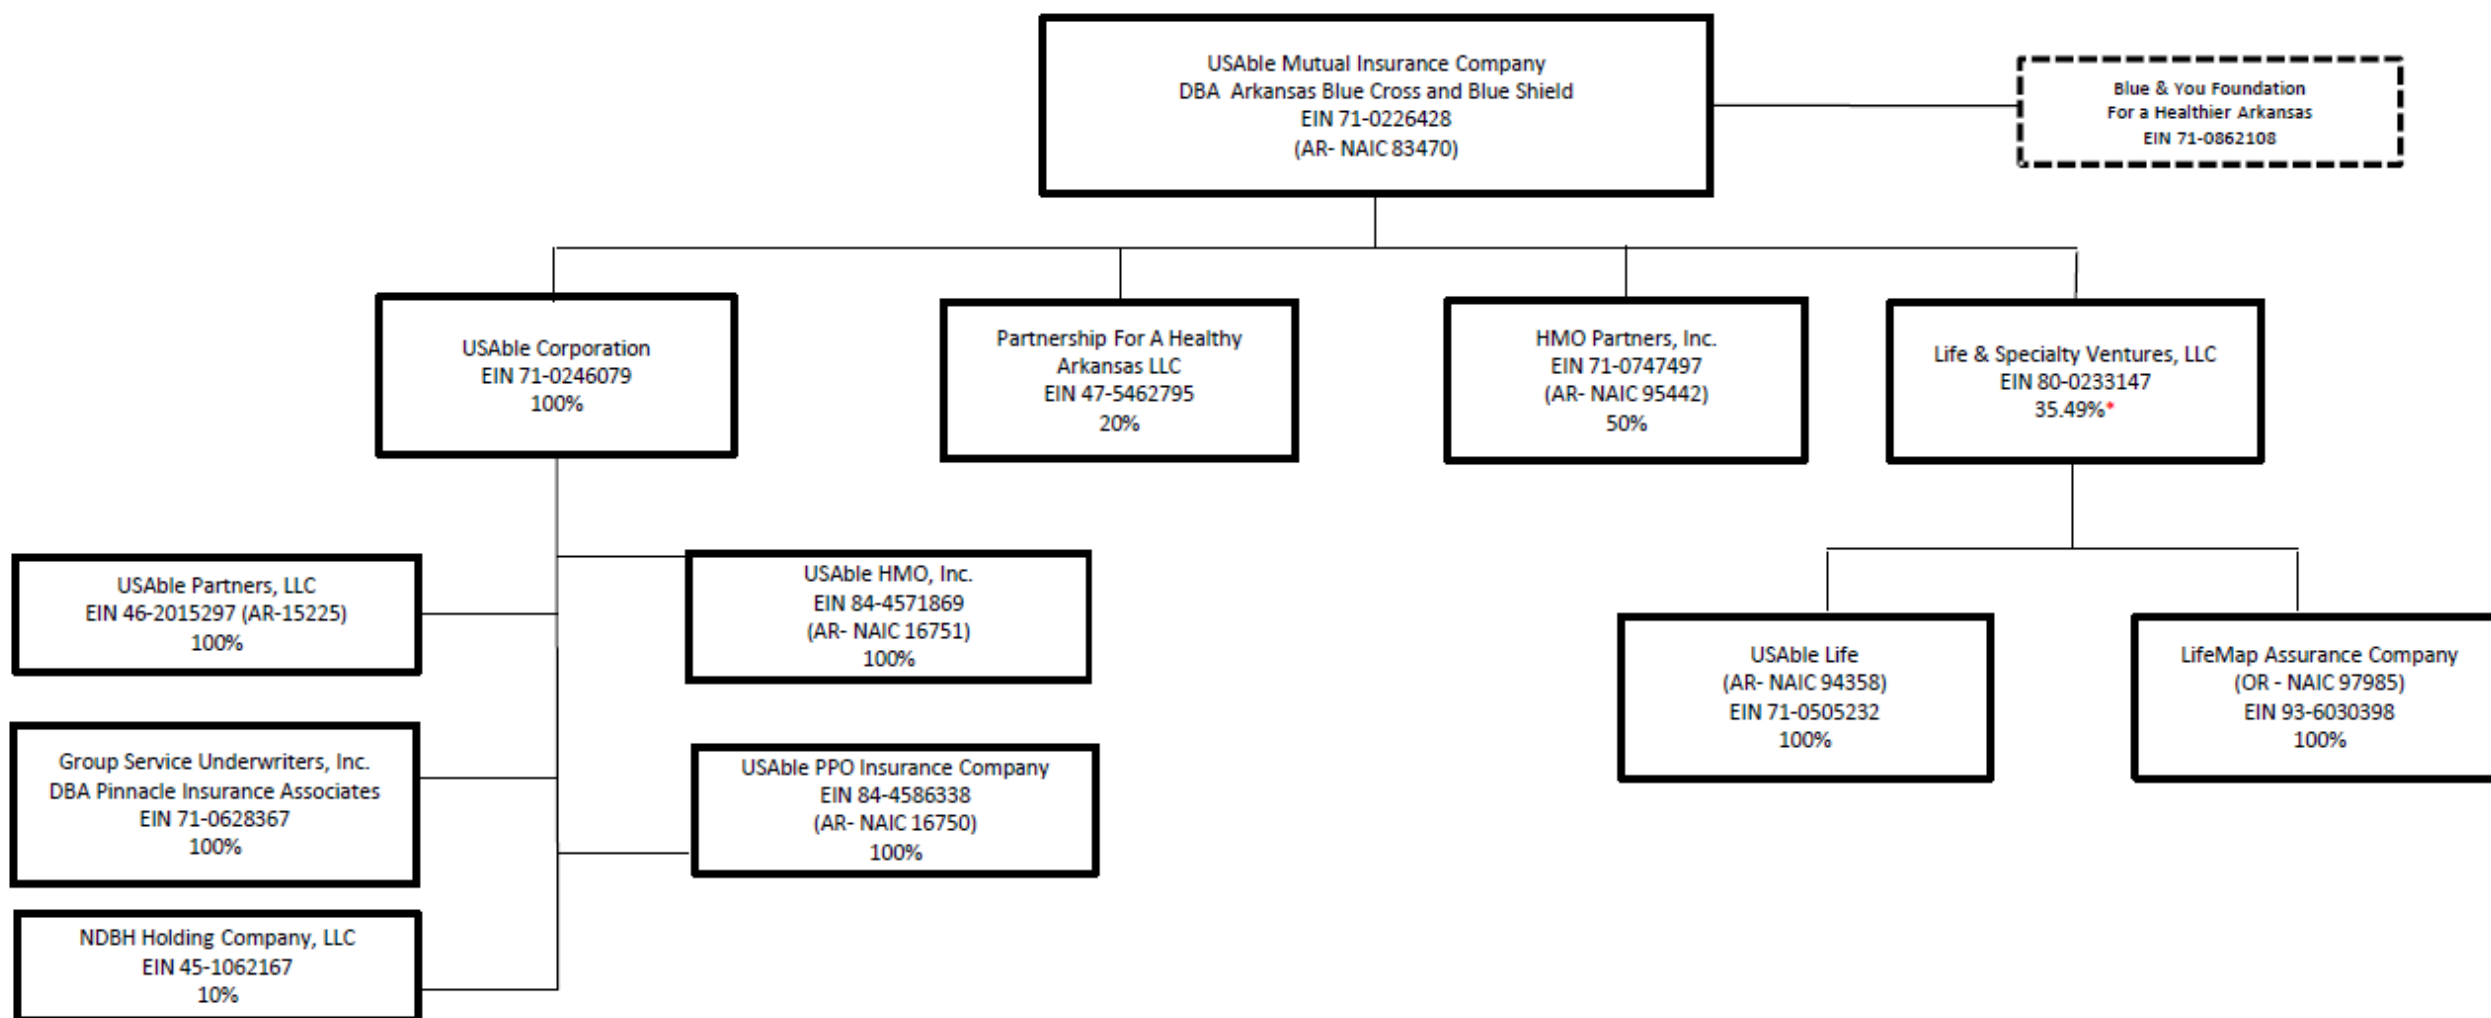 USAble Mutual Insurance Company
DBA Arkansas Blue Cross and Blue Shield
EIN 71-0226428
(AR- NAIC 83470)
Blue & You Foundation
For a Healthier Arkansas
EIN 71-0862108
USAble Corporation
EIN 71-0246079
100%
Partnership For A Healthy
Arkansas LLC
EIN 47-5462795
20%
HMO Partners, Inc.
EIN 71-0747497
(AR- NAIC 95442)
50%
Life & Specialty Ventures, LLC
EIN 80-0233147
35.49%*
USAble Partners, LLC
EIN 46-2015297 (AR-15225)
100%
USAble HMO, Inc.
EIN 84-4571869
(AR- NAIC 16751)
100%
USAble Life
(AR- NAIC 94358)
EIN 71-0505232
100%
LifeMap Assurance Company
(OR - NAIC 97985)
EIN 93-6030398
100%
Group Service Underwriters, Inc.
DBA Pinnacle Insurance Associates
EIN 71-0628367
100%
USAble PPO Insurance Company
EIN 84-4586338
(AR- NAIC 16750)
100%
NDBH Holding Company, LLC
EIN 45-1062167
10%